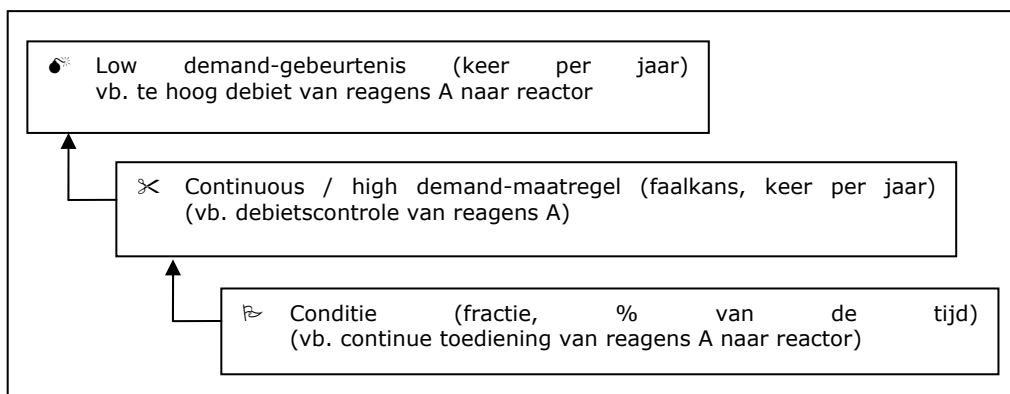 Low demand-gebeurtenis (keer per jaar)
vb. te hoog debiet van reagens A naar reactor
Continuous / high demand-maatregel (faalkans, keer per jaar)
(vb. debietscontrole van reagens A)
Conditie (fractie, % van de tijd)
(vb. continue toediening van reagens A naar reactor)